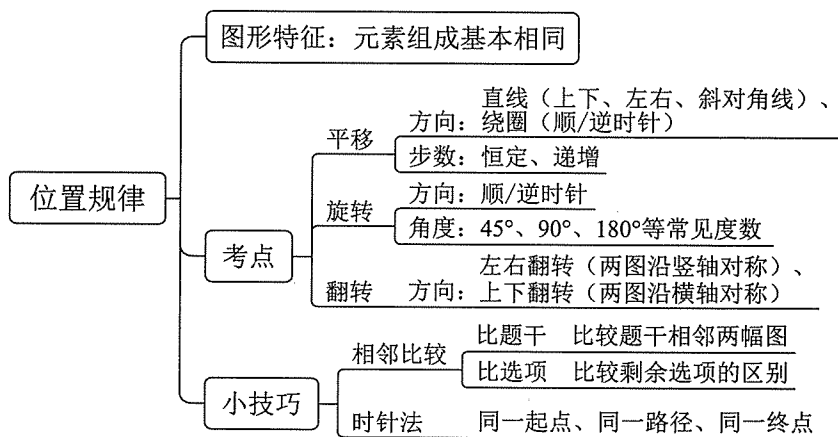 位置规律
图形特征：元素组成基本相同
考点
平移
方向：
直线（上下、左右、斜对角线）、
绕圈（顺/逆时针）
步数：恒定、递增
旋转
方向：顺/逆时针
角度：45°、90°、180°等常见度数
翻转
方向：
左右翻转（两图沿竖轴对称）、
上下翻转（两图沿横轴对称）
小技巧
相邻比较
比题干 比较题干相邻两幅图
比选项 比较剩余选项的区别
时针法 同一起点、同一路径、同一终点